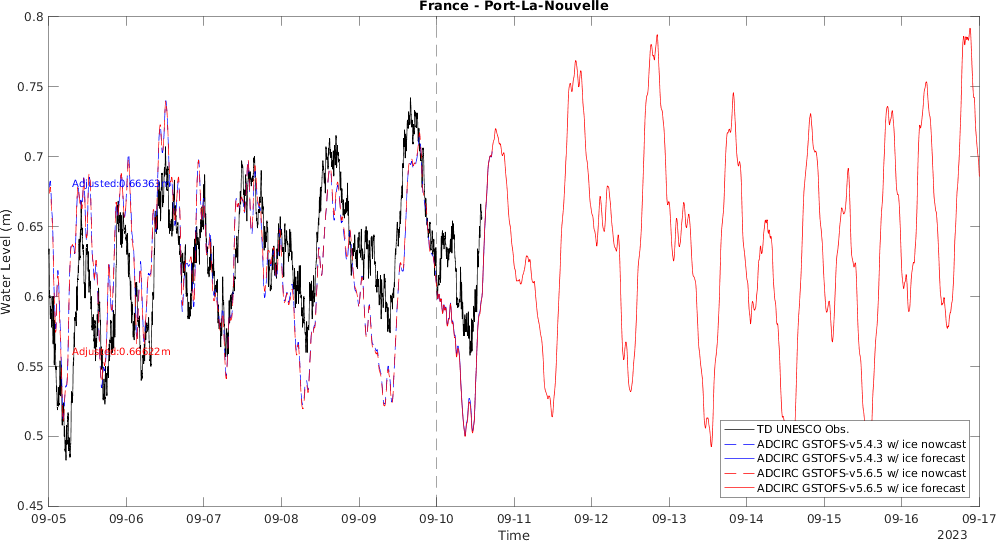 France - Port-La-Nouvelle
0.8
0.75
0.7
0.65
0.6
0.55
0.5
0.45
Water Level (m)
Adjusted:0.66363m
Adjusted:0.66622m
TD UNESCO Obs.
ADCIRC GSTOFS-v5.4.3 w/ ice nowcast
ADCIRC GSTOFS-v5.4.3 w/ ice forecast
ADCIRC GSTOFS-v5.6.5 w/ ice nowcast
ADCIRC GSTOFS-v5.6.5 w/ ice forecast
09-05 09-06 09-07 09-08 09-09 09-10 09-11 09-12 09-13 09-14 09-15 09-16 09-17
Time
2023